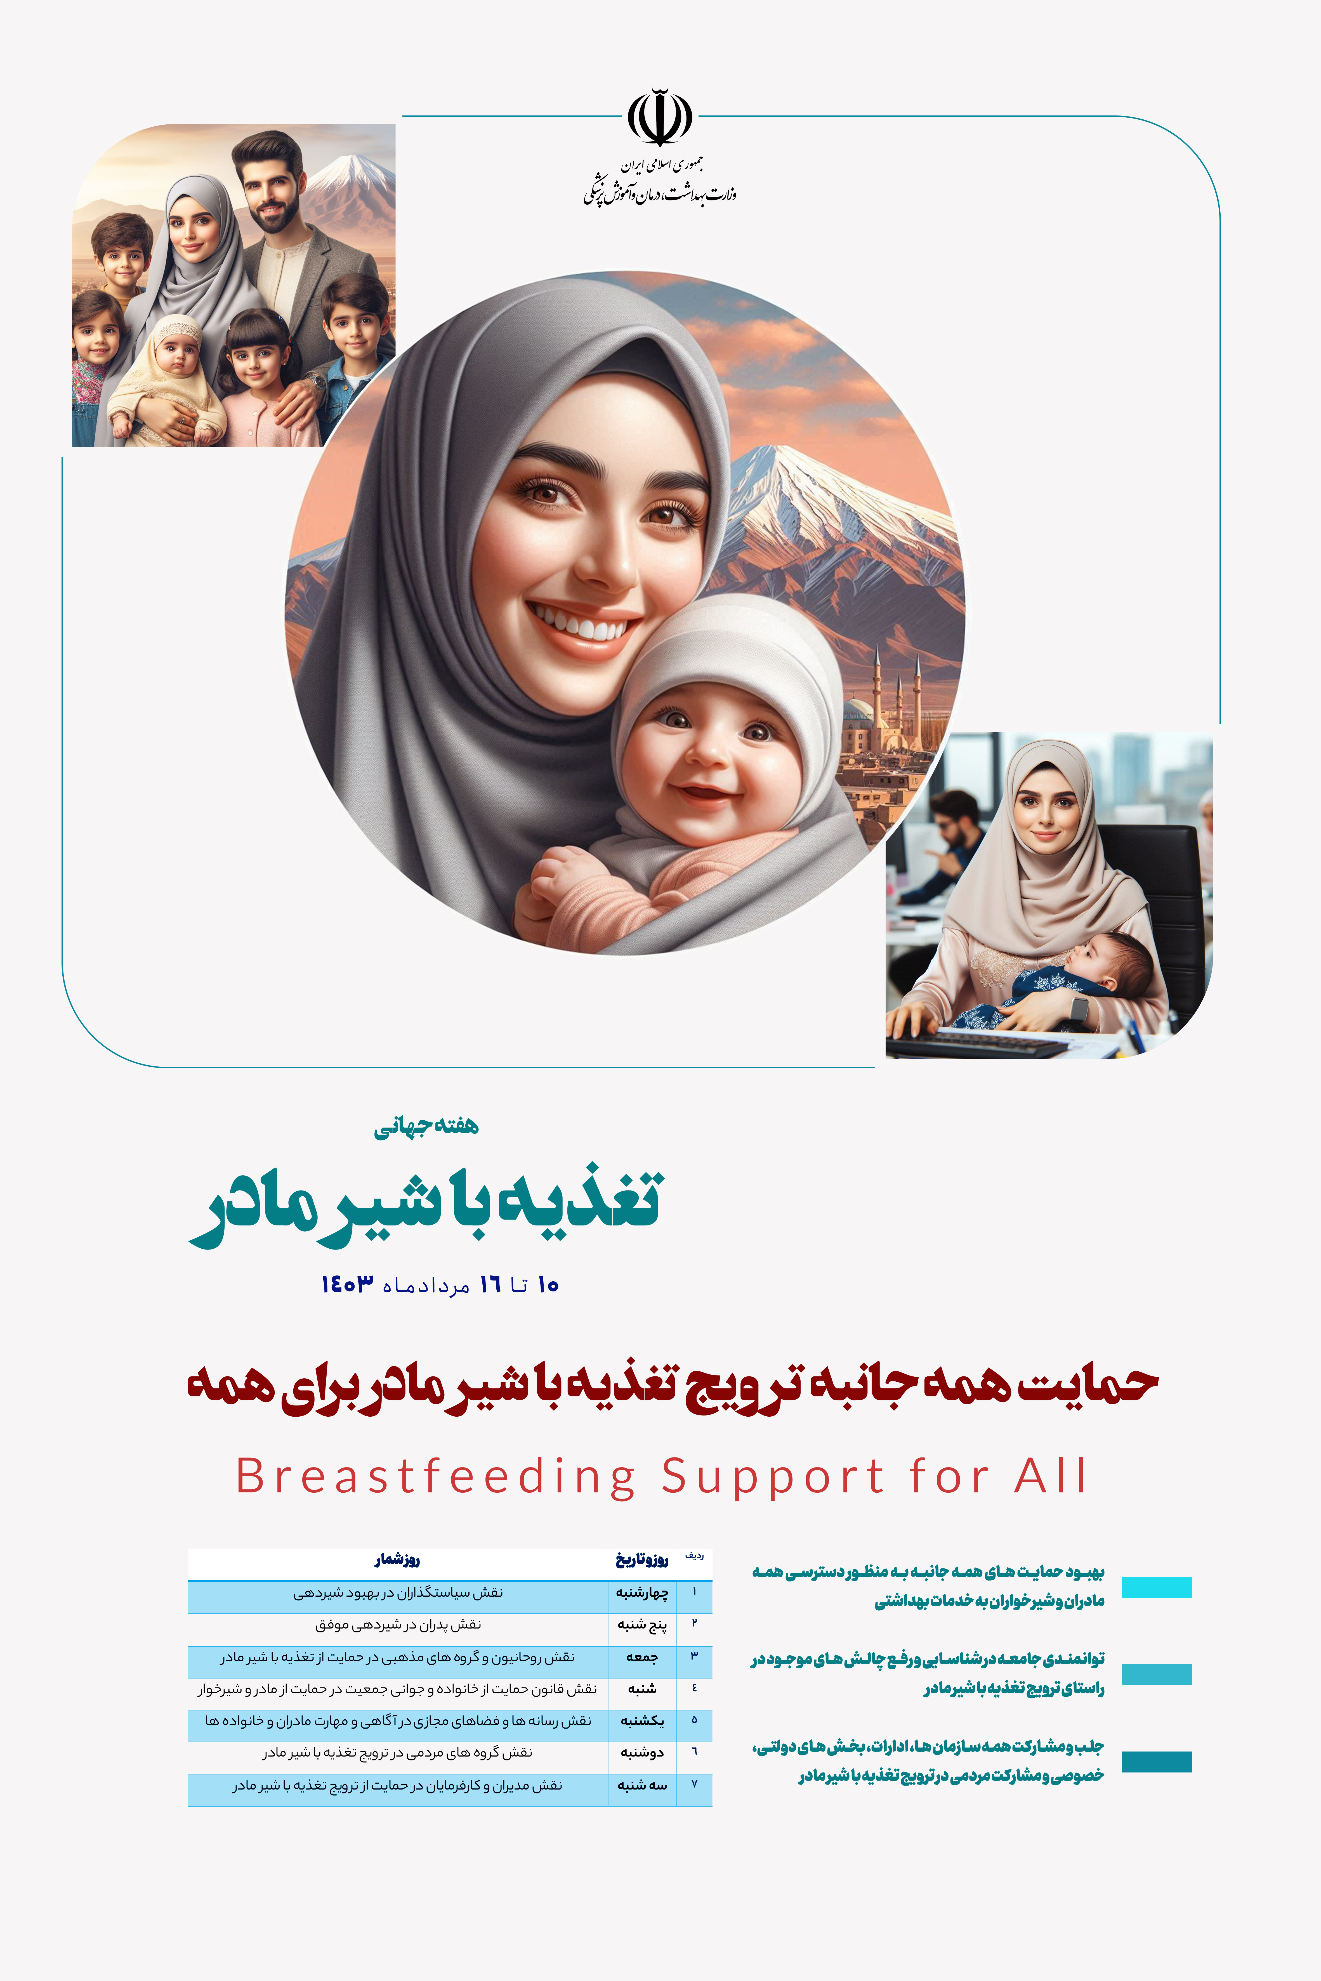 جمهوری اسلامی ایران
وزارت بهداشت، درمان و آموزش پزشکی
هفته جهانی
تغذیه با شیر مادر
۱۰ تا ۱۶ مردادماه ۱۴۰۳
حمایت همه جانبه ترویج تغذیه با شیر مادر برای همه
Breastfeeding Support for All
بهبود حمایت های همه جانبه به منظور دسترسی همه
مادران و شیرخواران به خدمات بهداشتی
توانمندی جامعه در شناسایی و رفع چالش های موجود در
راستای ترویج تغذیه با شیر مادر
جلب و مشارکت همه سازمان ها، ادارات، بخش های دولتی،
خصوصی و مشارکت مردمی در ترویج تغذیه با شیر مادر
ردیف روز و تاریخ روزشمار
۱ چهارشنبه نقش سیاستگذاران در بهبود شیردهی
۲ پنج شنبه نقش پدران در شیردهی موفق
۳ جمعه نقش روحانیون و گروه های مذهبی در حمایت از تغذیه با شیر مادر
۴ شنبه نقش قانون حمایت از خانواده و جوانی جمعیت در حمایت از مادر و شیرخوار
۵ یکشنبه نقش رسانه ها و فضاهای مجازی در آگاهی و مهارت مادران و خانواده ها
۶ دوشنبه نقش گروه های مردمی در ترویج تغذیه با شیر مادر
۷ سه شنبه نقش مدیران و کارفرمایان در حمایت از ترویج تغذیه با شیر مادر